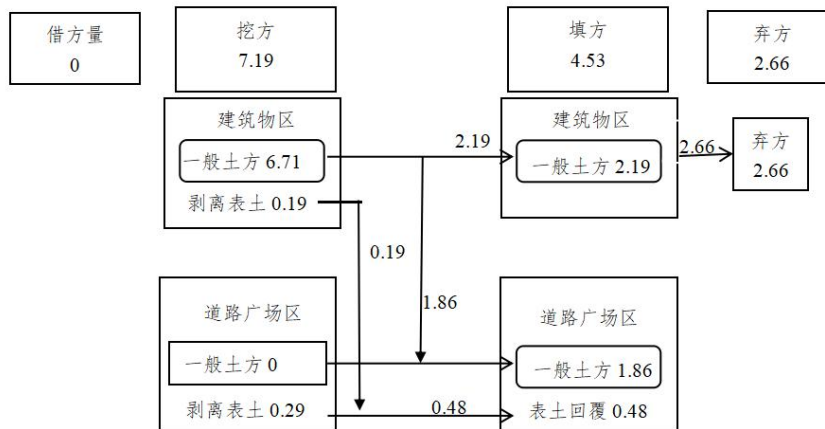 借方量
0
挖方
7.19
填方
4.53
弃方
2.66
建筑物区
一般土方 6.71
剥离表土 0.19
2.19
建筑物区
一般土方 2.19
2.66
弃方
2.66
0.19
1.86
道路广场区
一般土方 0
剥离表土 0.29
0.48
道路广场区
一般土方 1.86
表土回覆 0.48